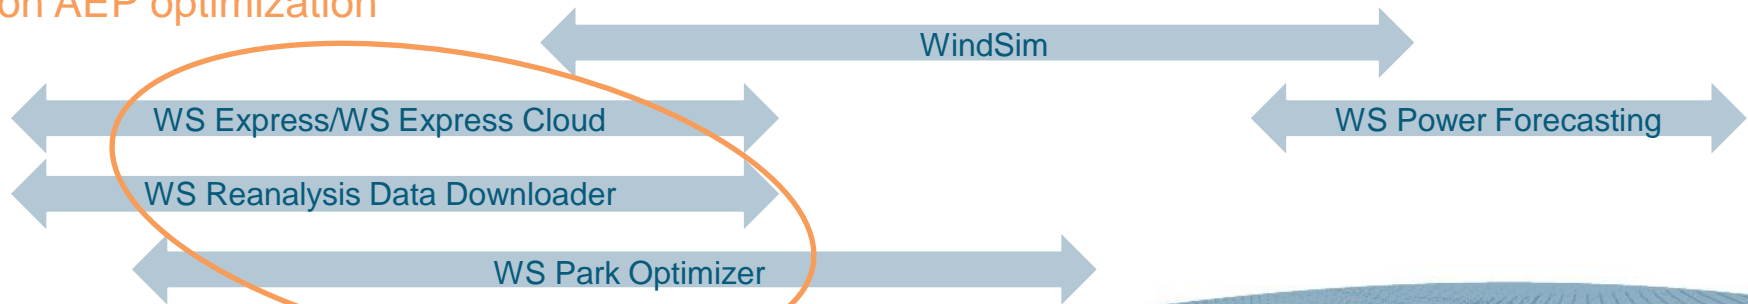 on AEP optimization
WindSim
WS Express/WS Express Cloud
WS Power Forecasting
WS Reanalysis Data Downloader
WS Park Optimizer